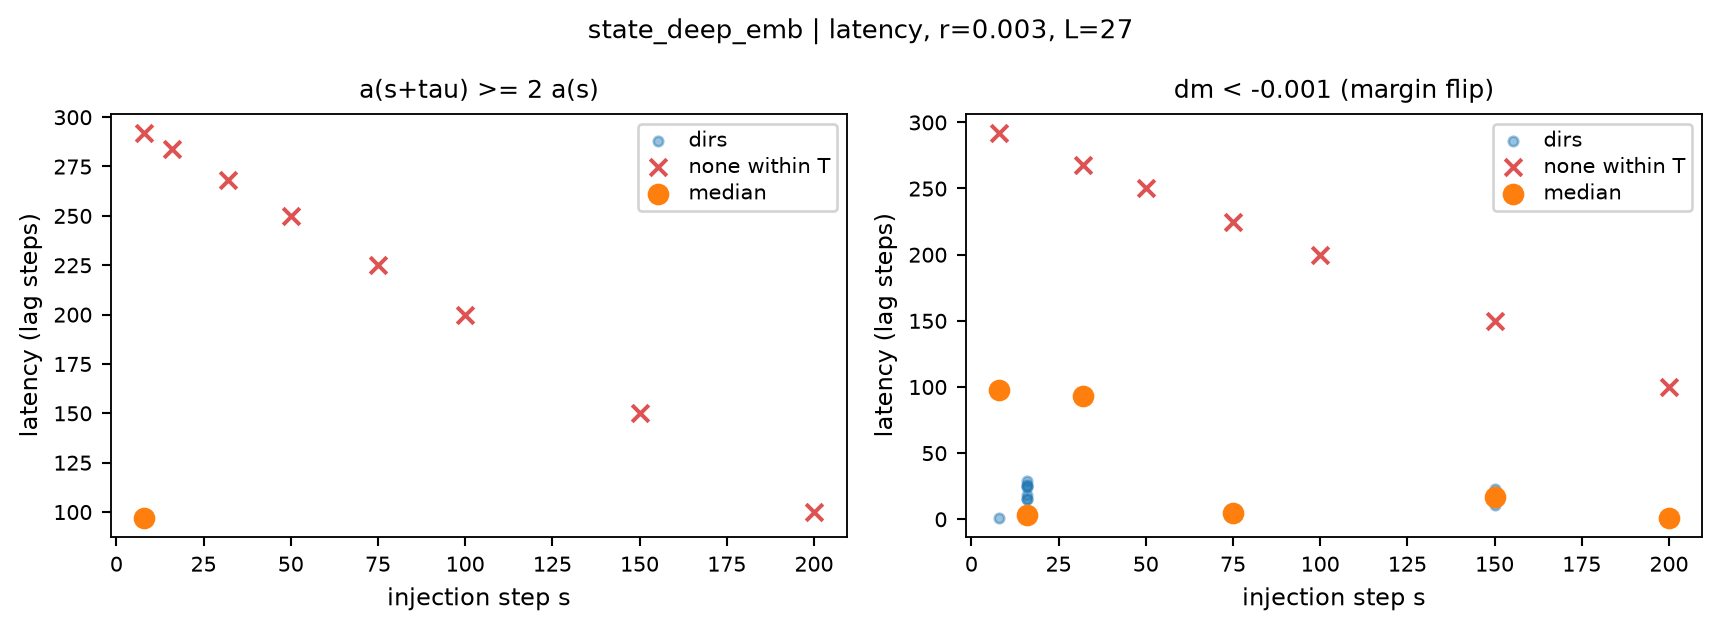 state_deep_emb | latency, r=0.003, L=27
a(s+tau) >= 2 a(s)
300
275
250
225
200
175
150
125
100
latency (lag steps)
dirs
none within T
median
0
25
50
75
100
125
150
175
200
injection step s
dm < -0.001 (margin flip)
300
250
200
150
100
50
0
latency (lag steps)
dirs
none within T
median
0
25
50
75
100
125
150
175
200
injection step s